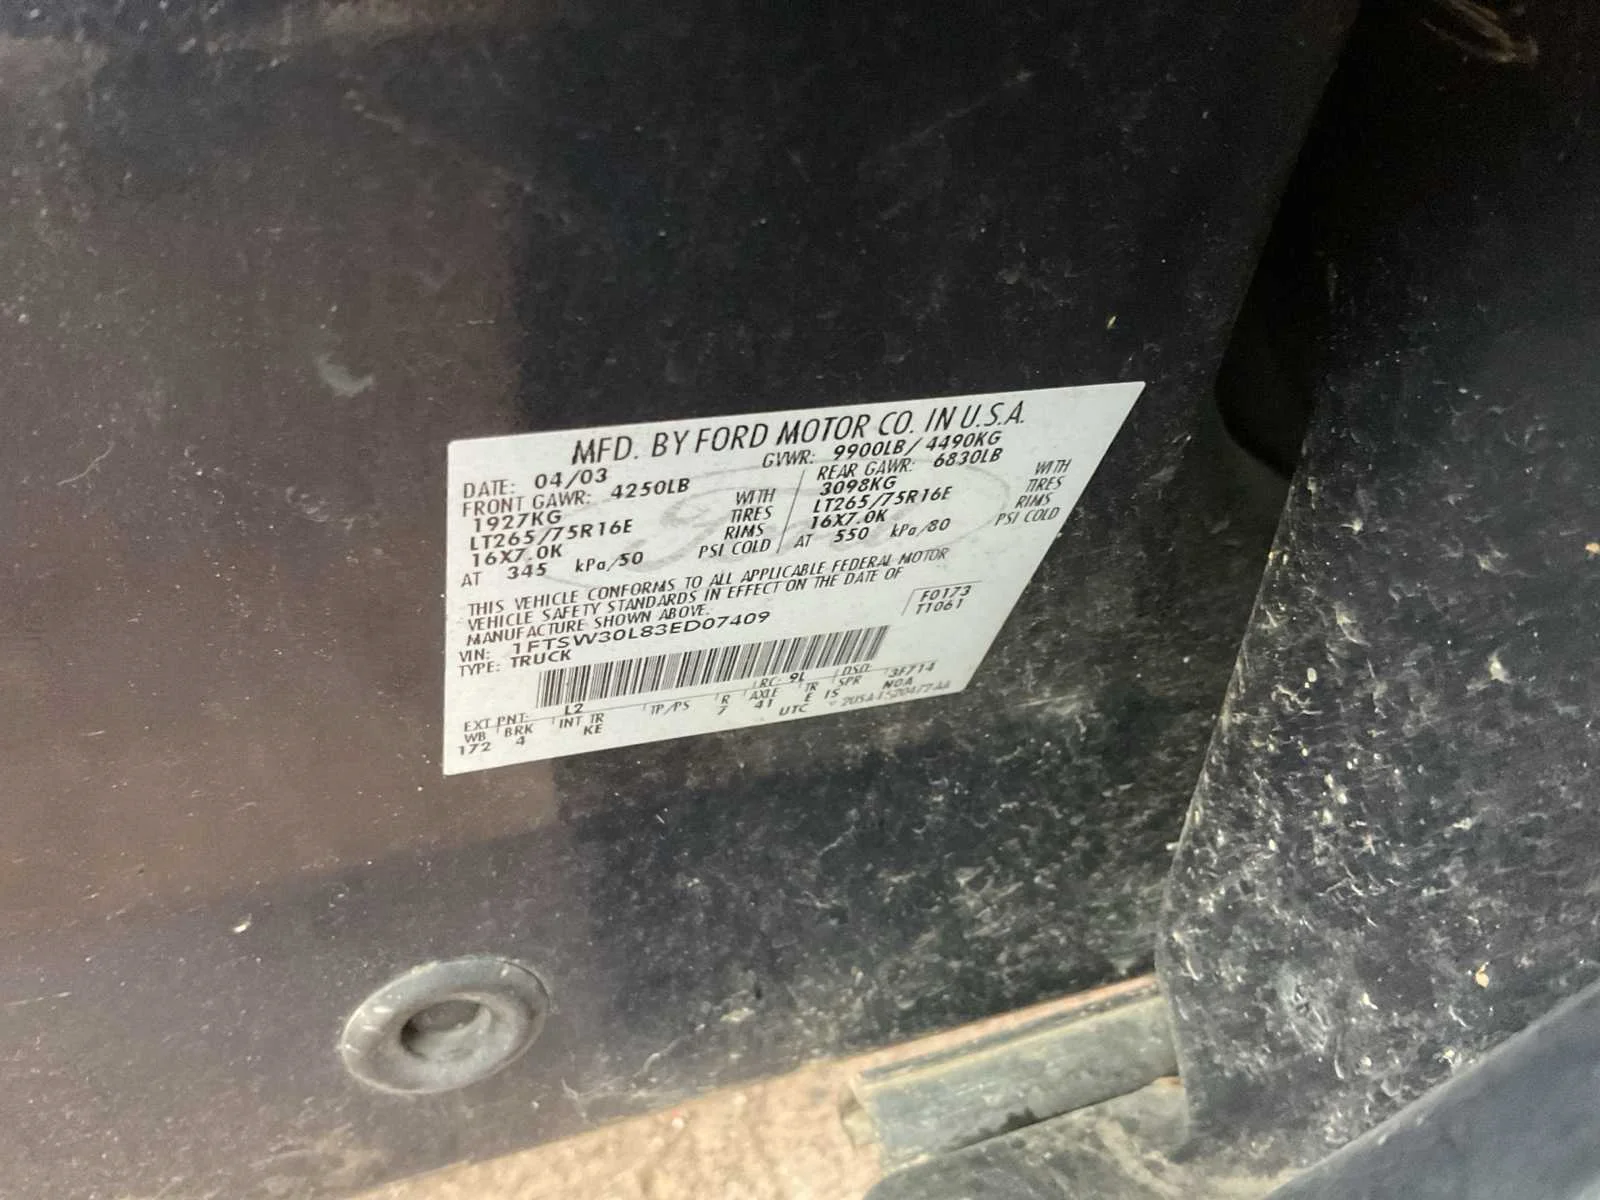 MFD. BY FORD MOTOR CO. IN U.S.A.
DATE: 04/03 GVWR: 9900LB/ 4490KG
FRONT GAWR: 4250LB REAR GAWR: 6830LB
1927KG WITH 3098KG WITH
LT265/75R16E TIRES LT265/75R16E TIRES
16X7.0K RIMS 16X7.0K RIMS
AT 345 kPa/50 PSI COLD AT 550 kPa/80 PSI COLD
THIS VEHICLE CONFORMS TO ALL APPLICABLE FEDERAL MOTOR
VEHICLE SAFETY STANDARDS IN EFFECT ON THE DATE OF
MANUFACTURE SHOWN ABOVE.
F0173
T1061
VIN: 1FTSW30L83ED07409
TYPE: TRUCK
EXT PNT: L2 RC: 9L DSO: 3F714
WB BRK INT TR TP/PS R AXLE TR SPR
172 4 KE 7 41 E IS N0A
UTC